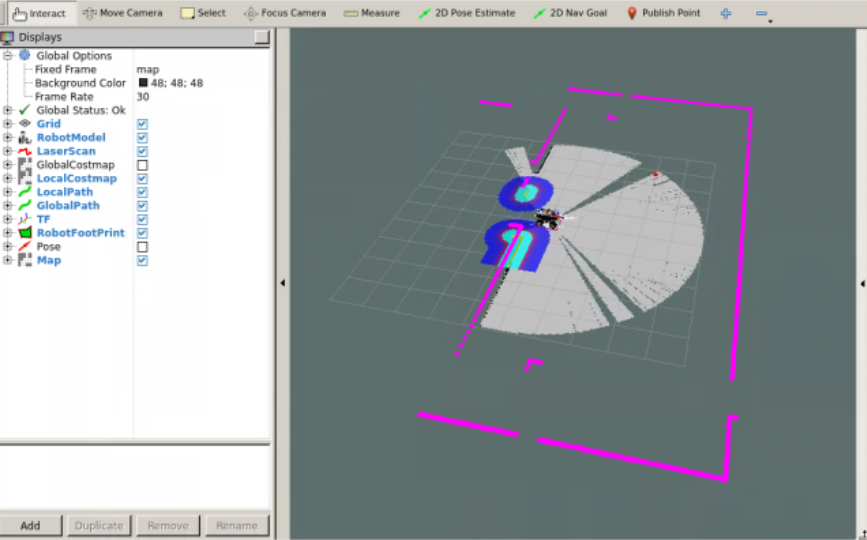 Interact Move Camera Select Focus Camera Measure 2D Pose Estimate 2D Nav Goal Publish Point
Displays
Global Options
Fixed Frame map
Background Color 48; 48; 48
Frame Rate 30
Global Status: Ok
Grid
RobotModel
LaserScan
GlobalCostmap
LocalCostmap
LocalPath
GlobalPath
TF
RobotFootPrint
Pose
Map
Add Duplicate Remove Rename